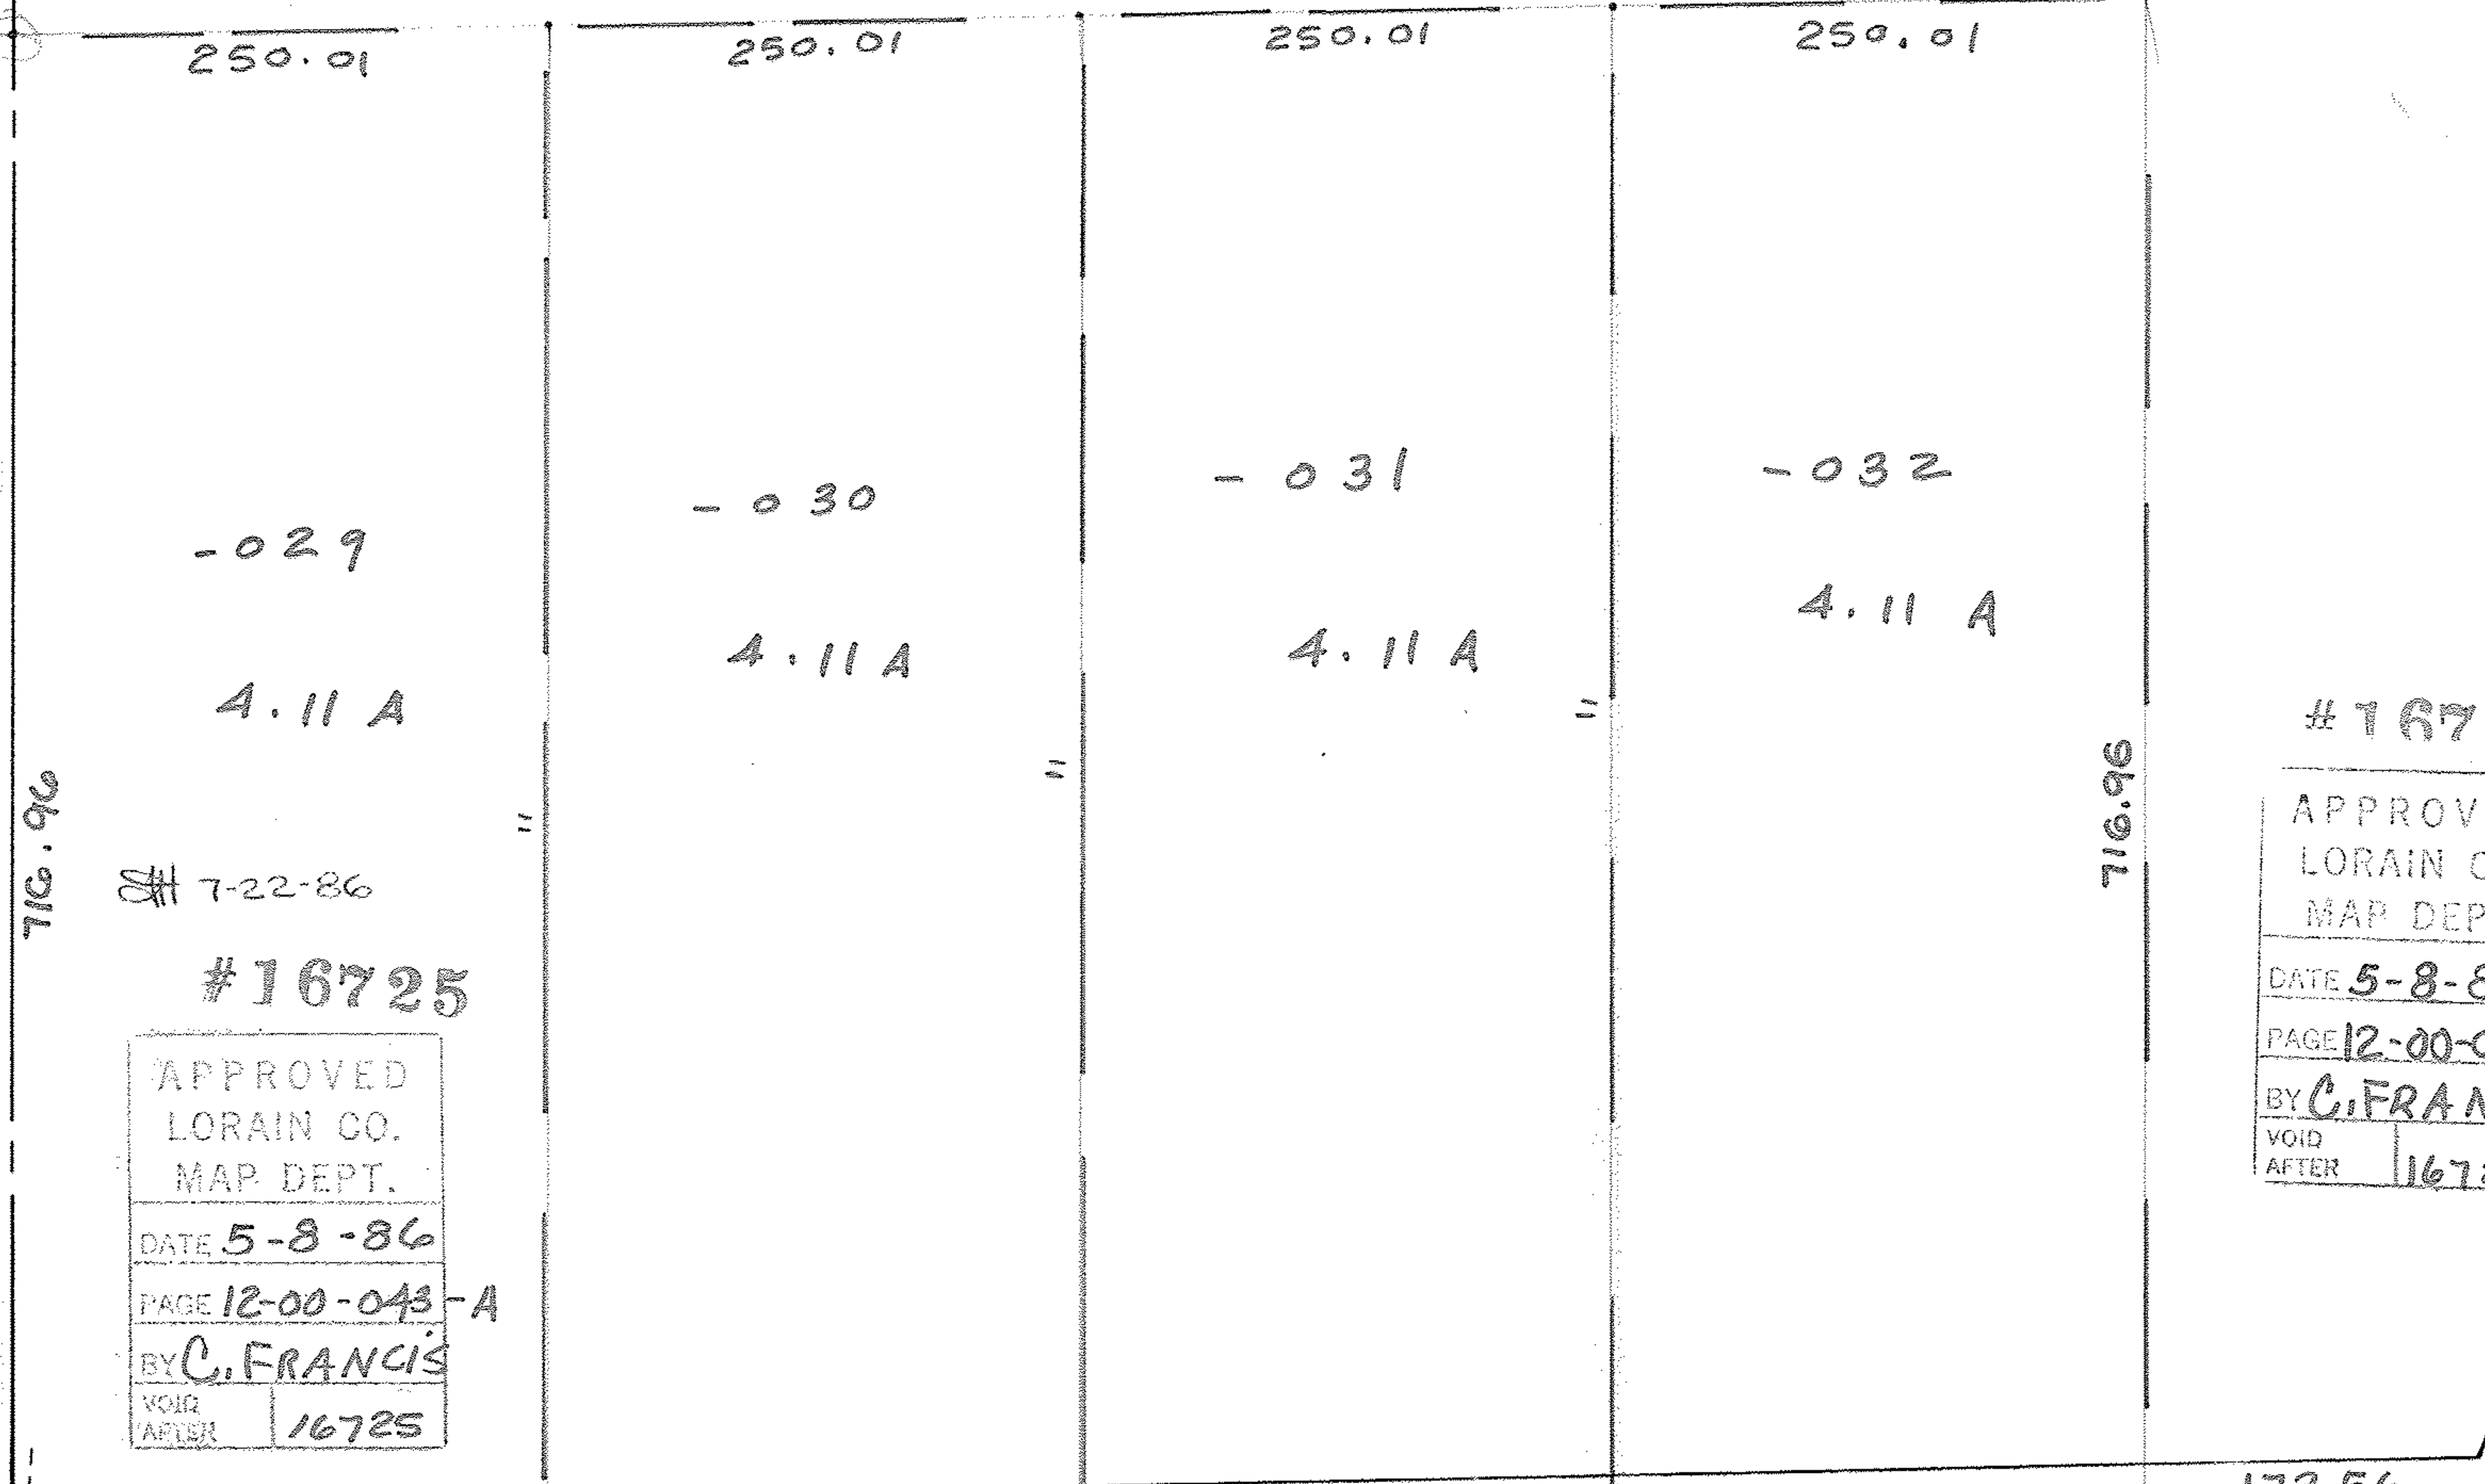 250.01
250.01
250.01
250.01
-029
- 030
- 031
-032
4.11 A
4.11 A
4.11 A
4.11 A
716.96
"
"
"
716.96
7-22-86
#16725
APPROVED
LORAIN CO.
MAP DEPT.
DATE 5-8-86
PAGE 12-00-043-A
BY C. FRANCIS
VOID
AFTER 16725
#167
APPROV
LORAIN C
MAP DEP
DATE 5-8-8
PAGE 12-00-0
BY C. FRAN
VOID
AFTER 167